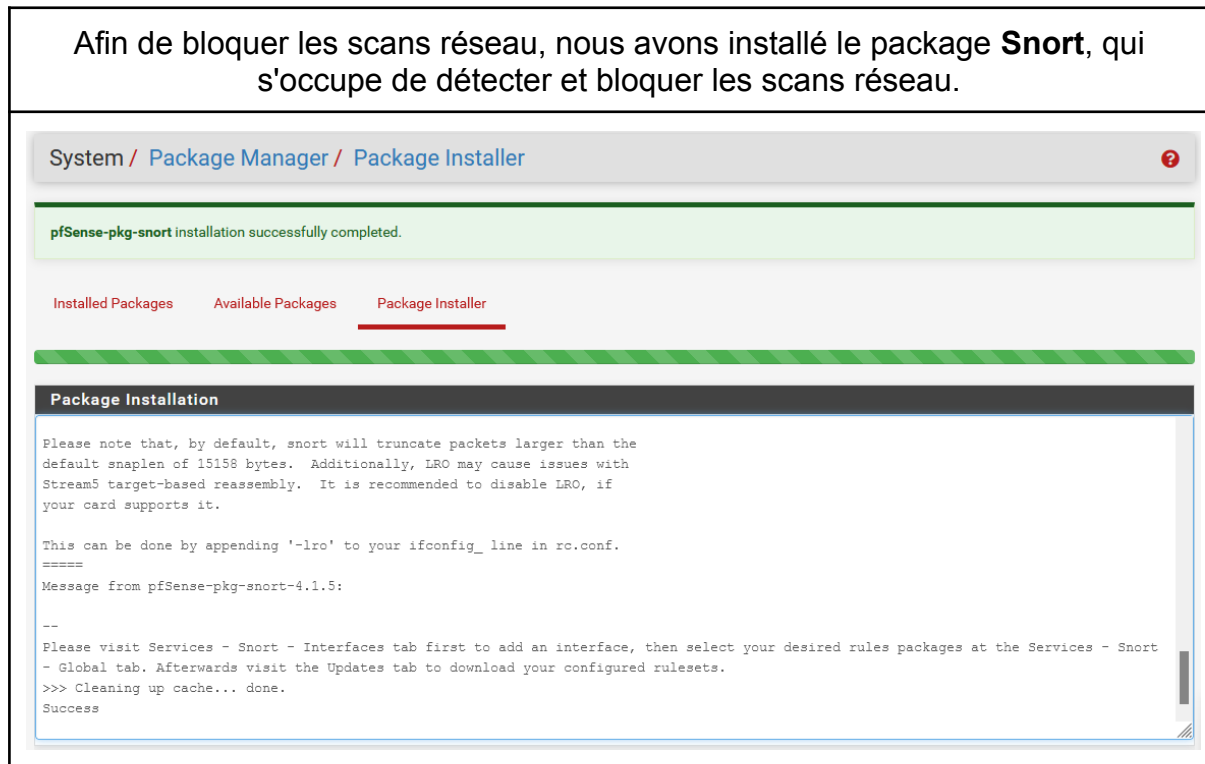 Afin de bloquer les scans réseau, nous avons installé le package Snort, qui
s'occupe de détecter et bloquer les scans réseau.
System / Package Manager / Package Installer
pfSense-pkg-snort installation successfully completed.
Installed Packages Available Packages Package Installer
Package Installation
Please note that, by default, snort will truncate packets larger than the
default snaplen of 15158 bytes. Additionally, LRO may cause issues with
Stream5 target-based reassembly. It is recommended to disable LRO, if
your card supports it.
This can be done by appending '-lro' to your ifconfig_ line in rc.conf.
=====
Message from pfSense-pkg-snort-4.1.5:
--
Please visit Services - Snort - Interfaces tab first to add an interface, then select your desired rules packages at the Services - Snort
- Global tab. Afterwards visit the Updates tab to download your configured rulesets.
>>> Cleaning up cache... done.
Success